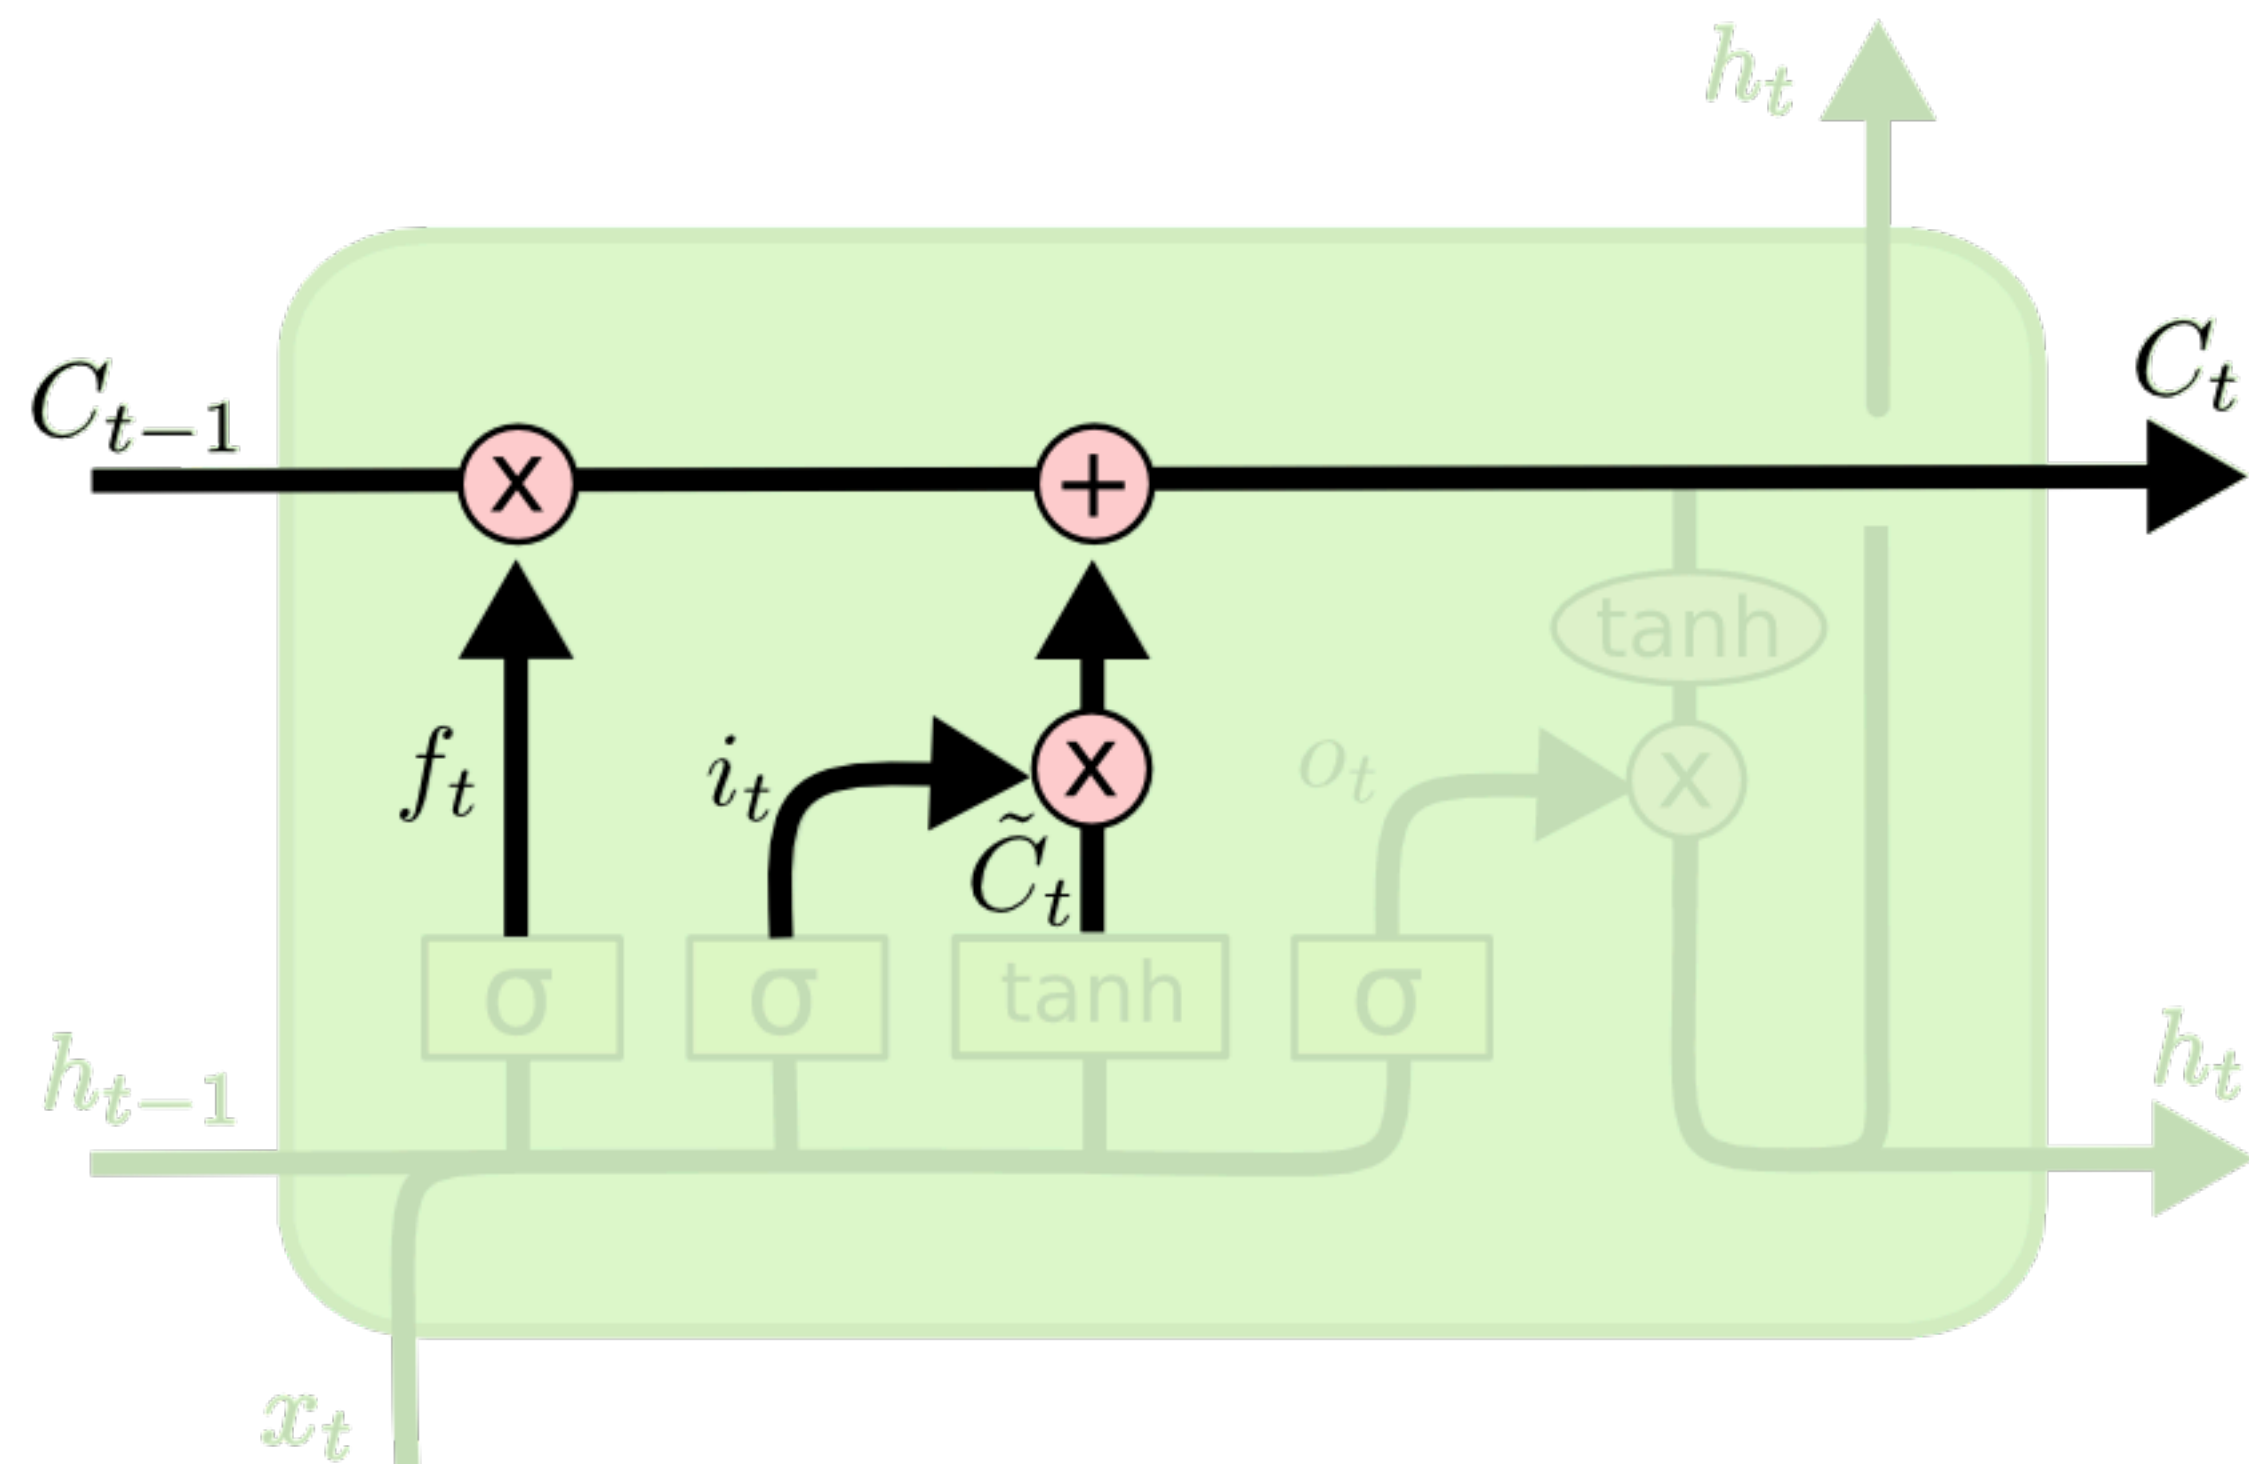 h_t
C_{t-1}
C_t
x
+
tanh
f_t
i_t
x
o_t
x
C̃_t
σ
σ
tanh
σ
h_{t-1}
h_t
x_t